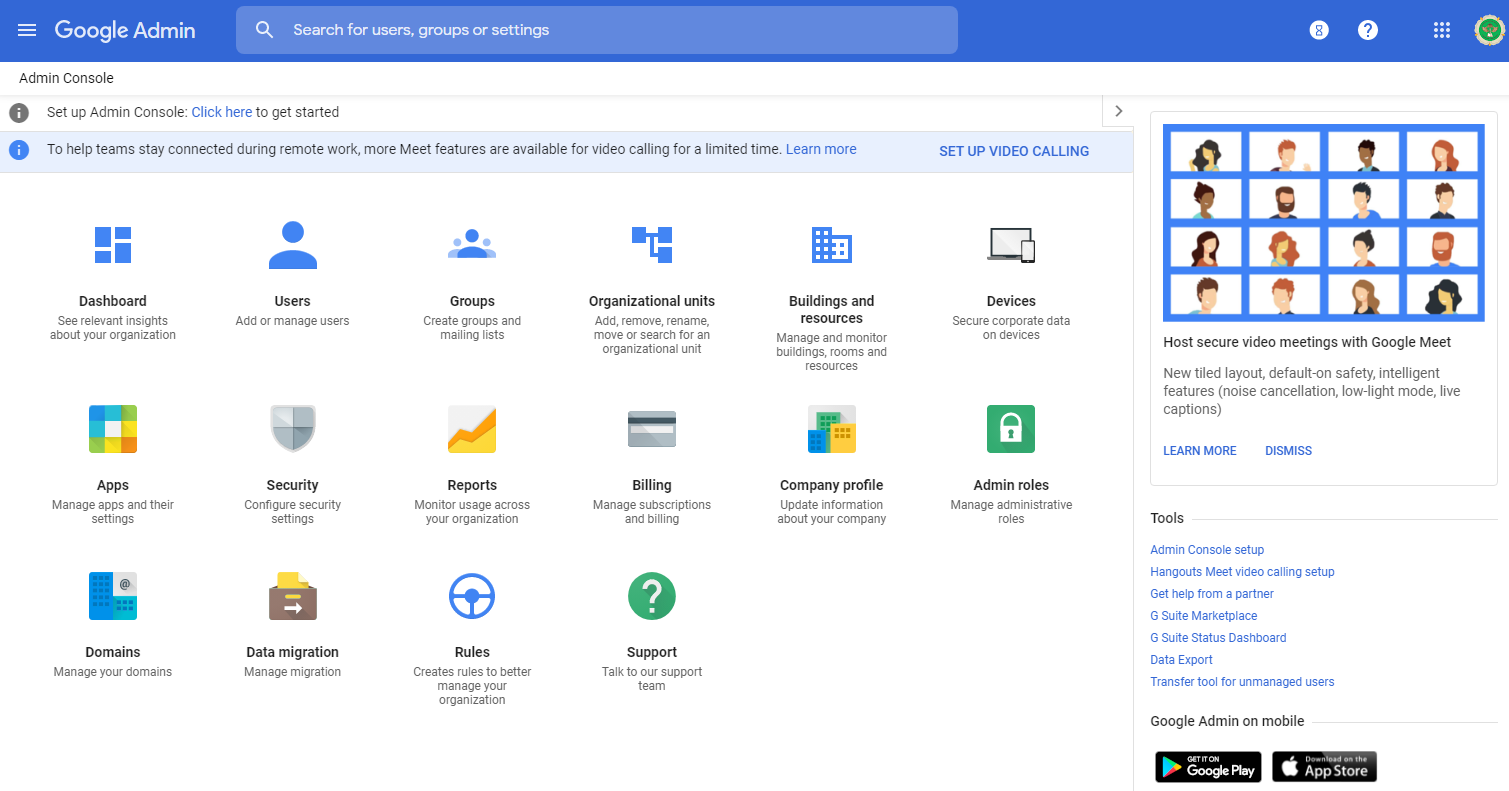 Google Admin
Search for users, groups or settings
Admin Console
Set up Admin Console: Click here to get started
To help teams stay connected during remote work, more Meet features are available for video calling for a limited time. Learn more
SET UP VIDEO CALLING
Dashboard
See relevant insights
about your organization
Users
Add or manage users
Groups
Create groups and
mailing lists
Organizational units
Add, remove, rename,
move or search for an
organizational unit
Buildings and
resources
Manage and monitor
buildings, rooms and
resources
Devices
Secure corporate data
on devices
Apps
Manage apps and their
settings
Security
Configure security
settings
Reports
Monitor usage across
your organization
Billing
Manage subscriptions
and billing
Company profile
Update information
about your company
Admin roles
Manage administrative
roles
@
Domains
Manage your domains
Data migration
Manage migration
Rules
Creates rules to better
manage your
organization
?
Support
Talk to our support
team
Host secure video meetings with Google Meet
New tiled layout, default-on safety, intelligent
features (noise cancellation, low-light mode, live
captions)
LEARN MORE
DISMISS
Tools
Admin Console setup
Hangouts Meet video calling setup
Get help from a partner
G Suite Marketplace
G Suite Status Dashboard
Data Export
Transfer tool for unmanaged users
Google Admin on mobile
GET IT ON
Google Play
Download on the
App Store